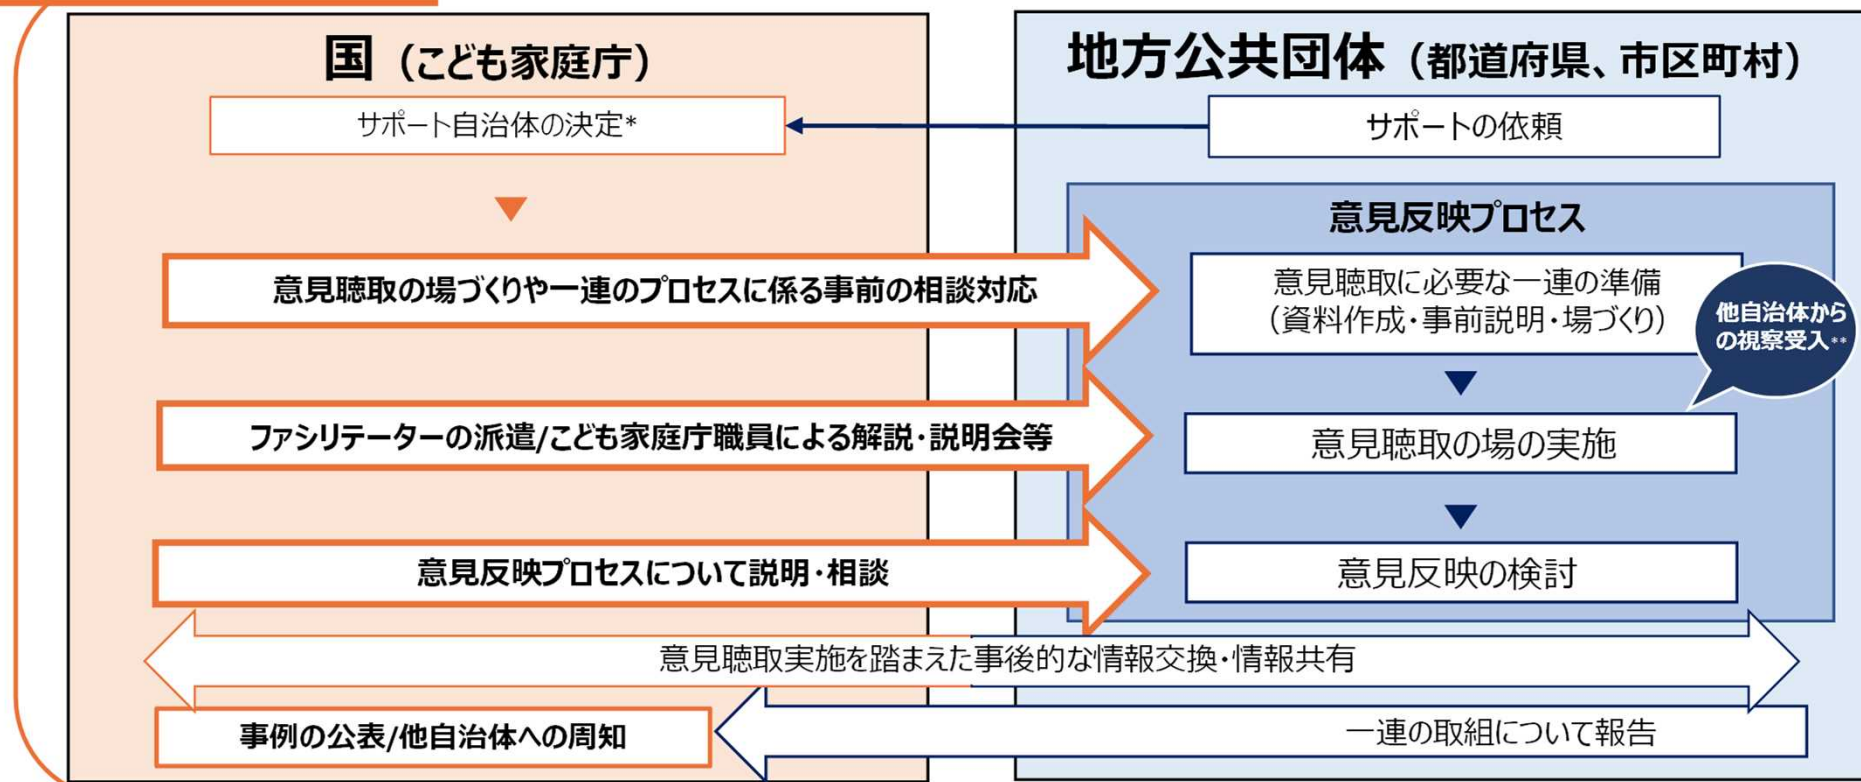 国（こども家庭庁）
地方公共団体（都道府県、市区町村）
サポート自治体の決定*
サポートの依頼
意見反映プロセス
意見聴取の場づくりや一連のプロセスに係る事前の相談対応
意見聴取に必要な一連の準備
（資料作成・事前説明・場づくり）
他自治体から
の視察受入**
ファシリテーターの派遣/こども家庭庁職員による解説・説明会等
意見聴取の場の実施
意見反映プロセスについて説明・相談
意見反映の検討
意見聴取実施を踏まえた事後的な情報交換・情報共有
事例の公表/他自治体への周知
一連の取組について報告